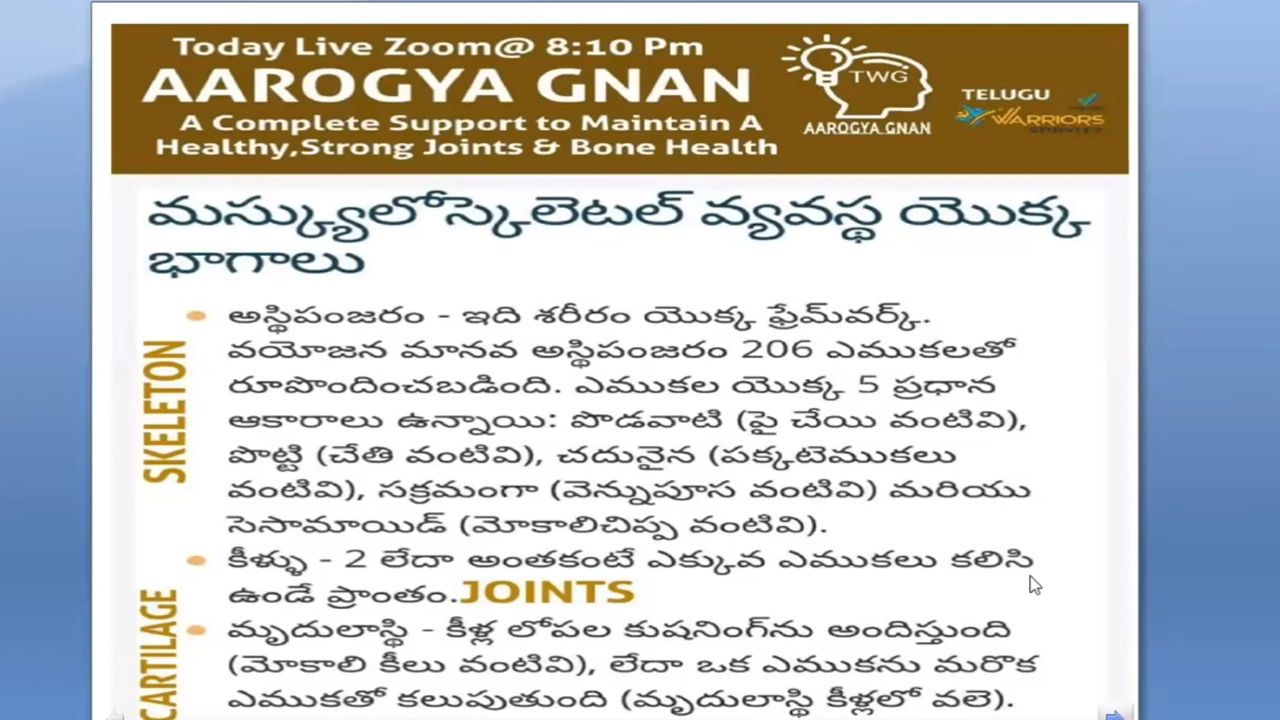 Today Live Zoom@ 8:10 Pm
AAROGYA GNAN
A Complete Support to Maintain A
Healthy,Strong Joints & Bone Health
TWG
AAROGYA GNAN
TELUGU
WARRIORS
మస్క్యులోస్కెలెటల్ వ్యవస్థ యొక్క
భాగాలు
SKELETON
అస్థిపంజరం - ఇది శరీరం యొక్క ఫ్రేమ్‌వర్క్.
వయోజన మానవ అస్థిపంజరం 206 ఎముకలతో
రూపొందించబడింది. ఎముకల యొక్క 5 ప్రధాన
ఆకారాలు ఉన్నాయి: పొడవాటి (పై చేయి వంటివి),
పొట్టి (చేతి వంటివి), చదునైన (పక్కటెముకలు
వంటివి), సక్రమంగా (వెన్నుపూస వంటివి) మరియు
సెసామాయిడ్ (మోకాలిచిప్ప వంటివి).
కీళ్ళు - 2 లేదా అంతకంటే ఎక్కువ ఎముకలు కలిసి
ఉండే ప్రాంతం.JOINTS
CARTILAGE
మృదులాస్థి - కీళ్ల లోపల కుషనింగ్‌ను అందిస్తుంది
(మోకాలి కీలు వంటివి), లేదా ఒక ఎముకను మరొక
ఎముకతో కలుపుతుంది (మృదులాస్థి కీళ్లలో వలె).